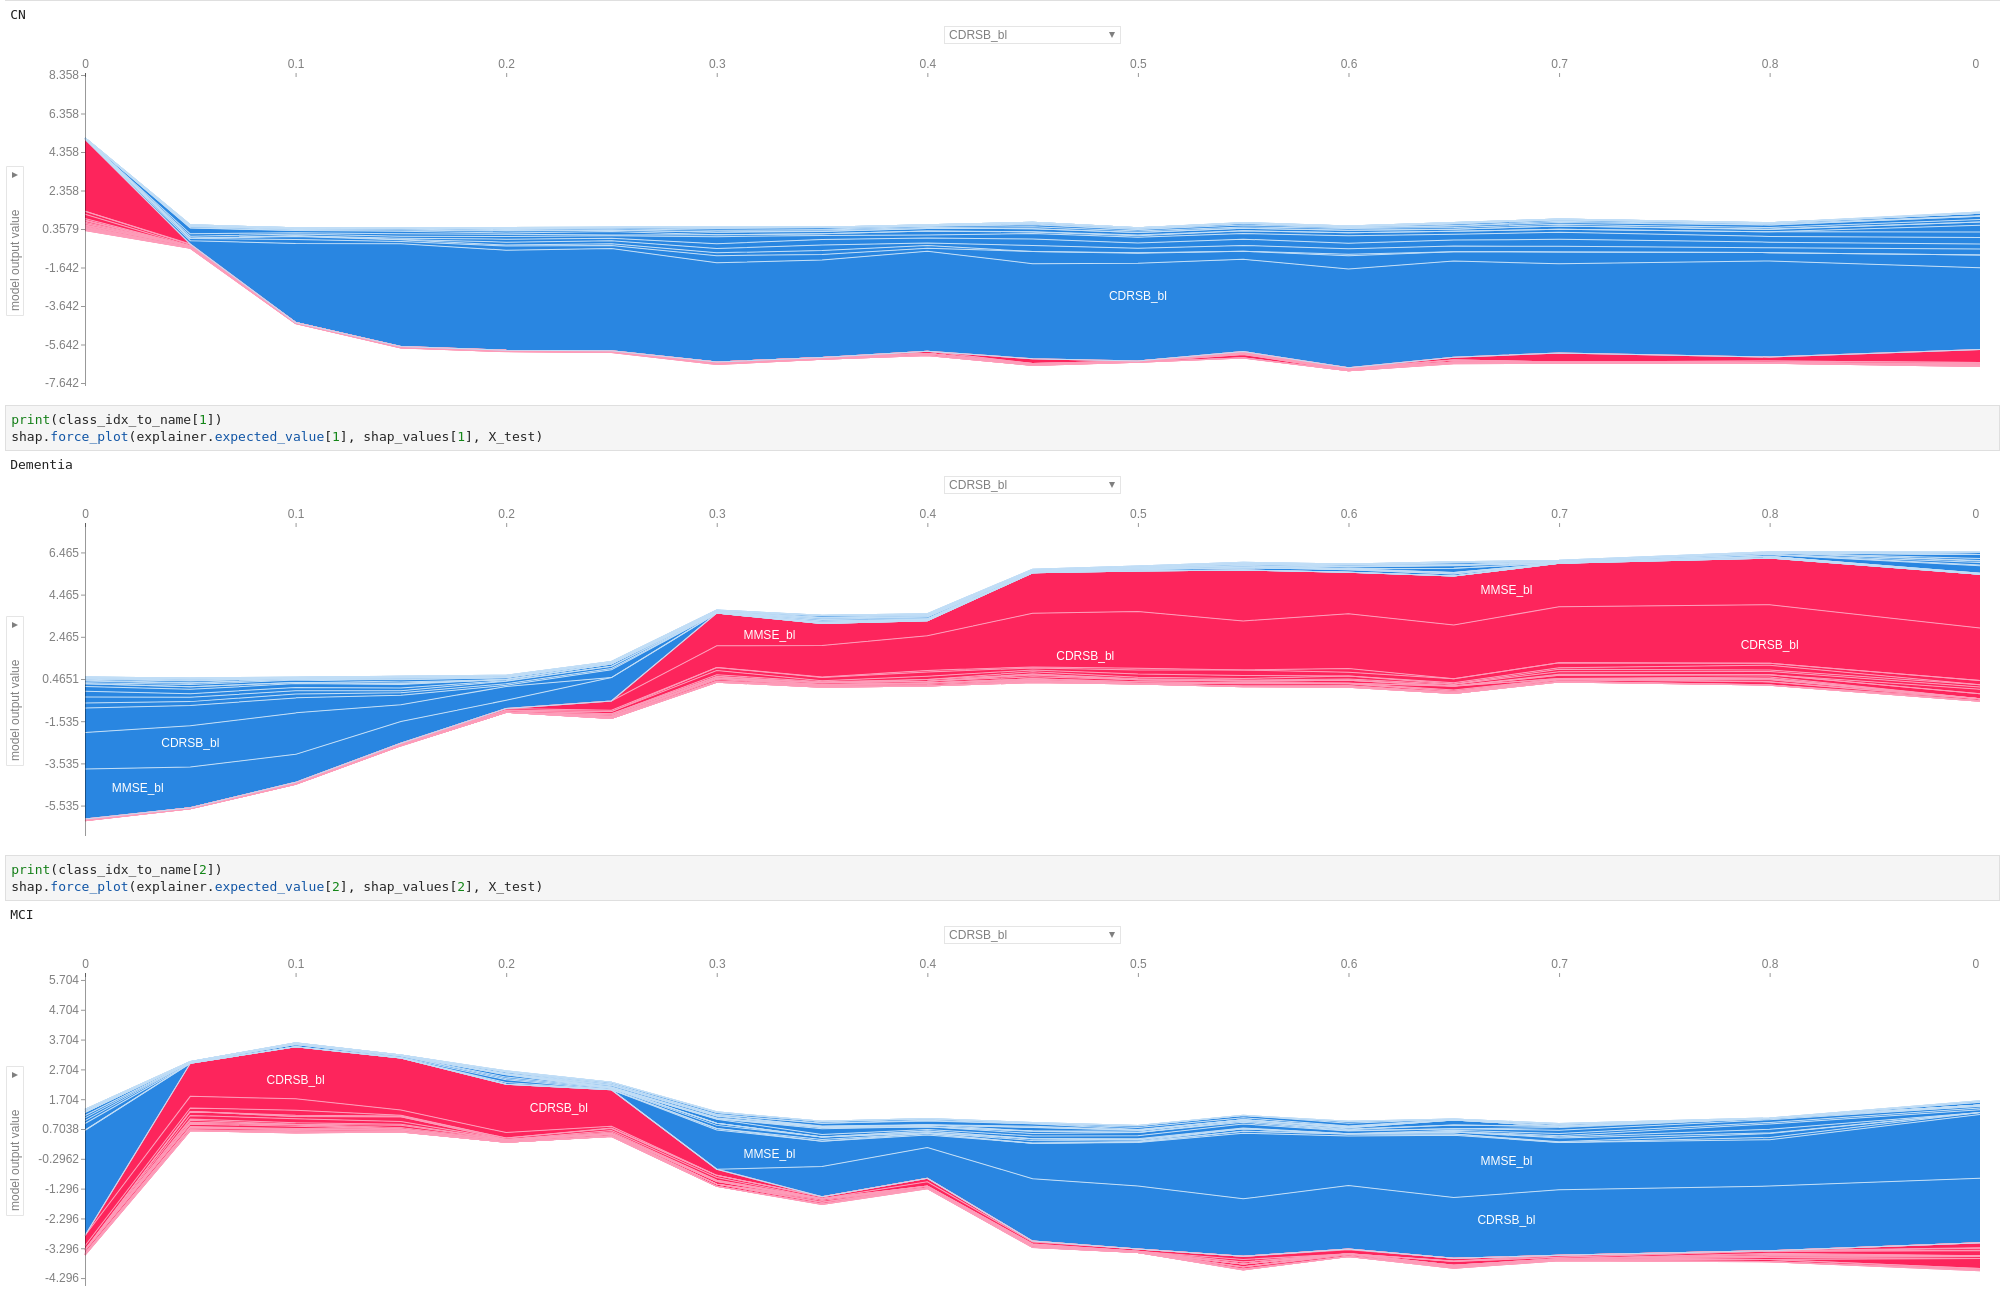 CN
CDRSB_bl ▼
0 0.1 0.2 0.3 0.4 0.5 0.6 0.7 0.8 0
8.358
6.358
4.358
2.358
0.3579
-1.642
-3.642
-5.642
-7.642
model output value
CDRSB_bl
print(class_idx_to_name[1])
shap.force_plot(explainer.expected_value[1], shap_values[1], X_test)
Dementia
CDRSB_bl ▼
0 0.1 0.2 0.3 0.4 0.5 0.6 0.7 0.8 0
6.465
4.465
2.465
0.4651
-1.535
-3.535
-5.535
model output value
MMSE_bl
MMSE_bl
CDRSB_bl
CDRSB_bl
CDRSB_bl
MMSE_bl
print(class_idx_to_name[2])
shap.force_plot(explainer.expected_value[2], shap_values[2], X_test)
MCI
CDRSB_bl ▼
0 0.1 0.2 0.3 0.4 0.5 0.6 0.7 0.8 0
5.704
4.704
3.704
2.704
1.704
0.7038
-0.2962
-1.296
-2.296
-3.296
-4.296
model output value
CDRSB_bl
CDRSB_bl
MMSE_bl
MMSE_bl
CDRSB_bl